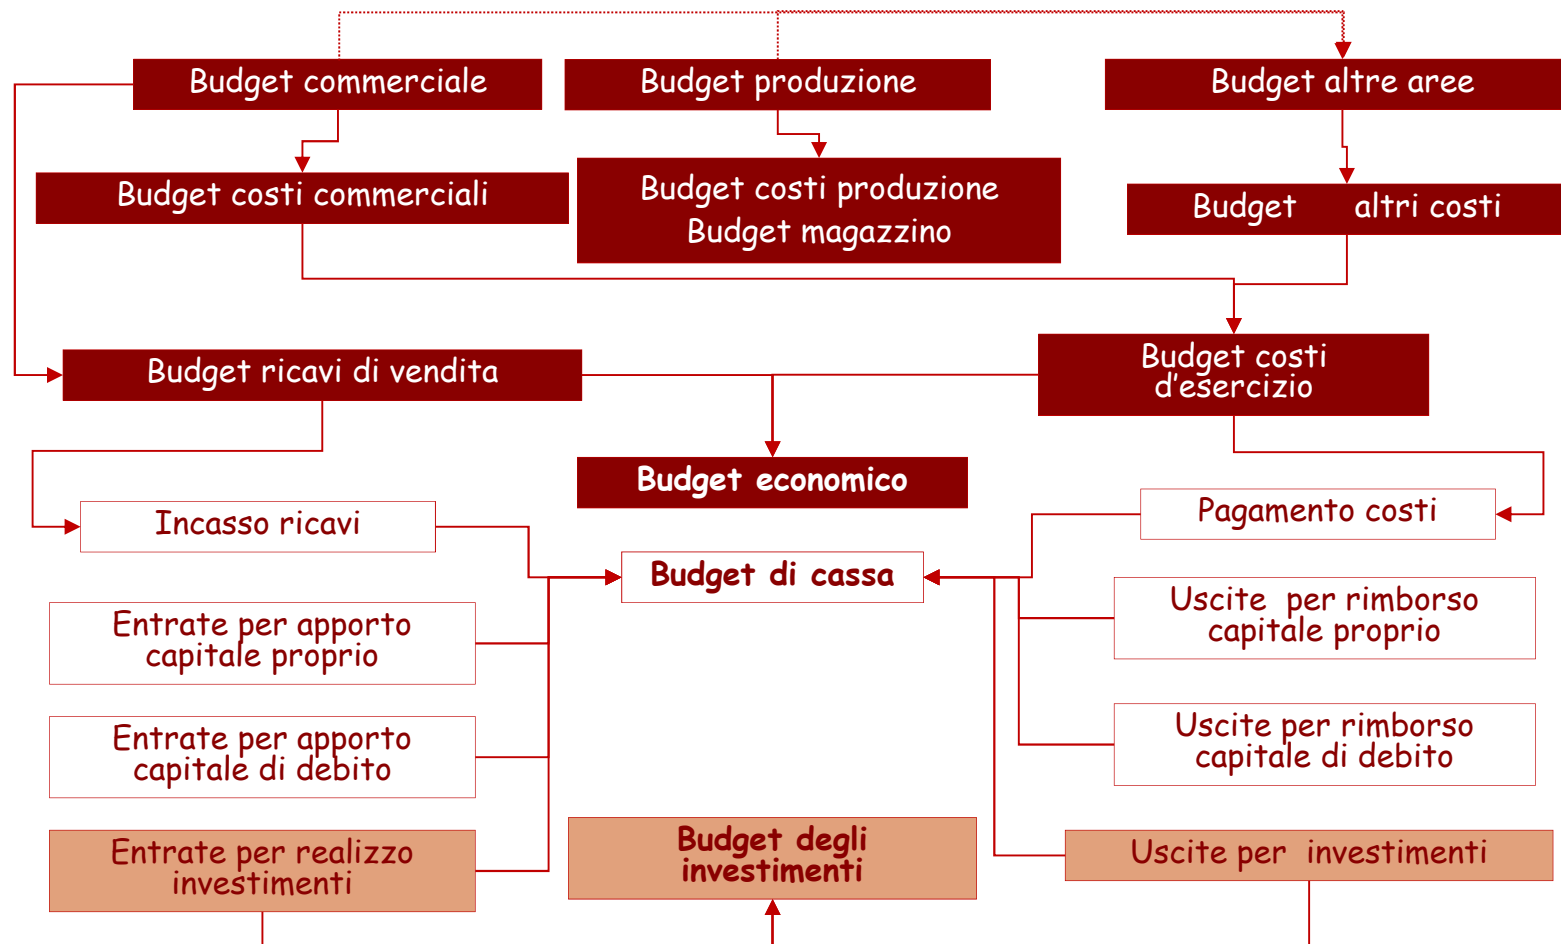 Budget commerciale
Budget produzione
Budget altre aree
Budget costi commerciali
Budget costi produzione
Budget magazzino
Budget altri costi
Budget ricavi di vendita
Budget costi
d'esercizio
Budget economico
Incasso ricavi
Pagamento costi
Budget di cassa
Entrate per apporto
capitale proprio
Uscite per rimborso
capitale proprio
Entrate per apporto
capitale di debito
Uscite per rimborso
capitale di debito
Entrate per realizzo
investimenti
Budget degli
investimenti
Uscite per investimenti